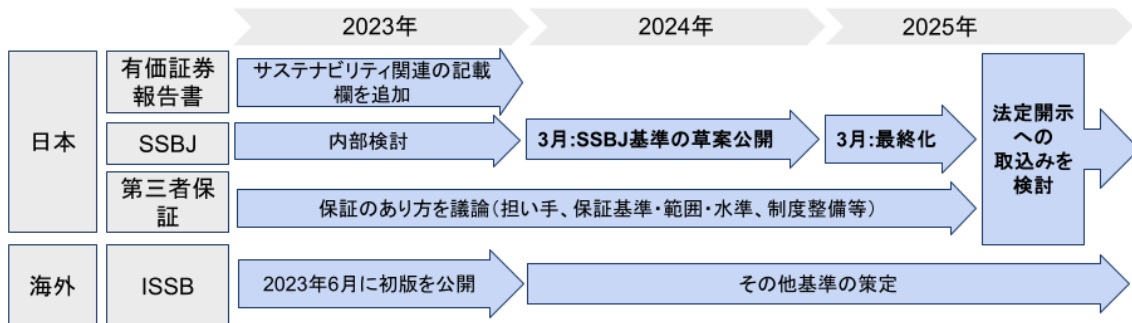 2023年
2024年
2025年
日本
有価証券
報告書
サステナビリティ関連の記載
欄を追加
SSBJ
内部検討
3月:SSBJ基準の草案公開
3月:最終化
法定開示
への
取込みを
検討
第三者保
証
保証のあり方を議論(担い手、保証基準・範囲・水準、制度整備等)
海外
ISSB
2023年6月に初版を公開
その他基準の策定